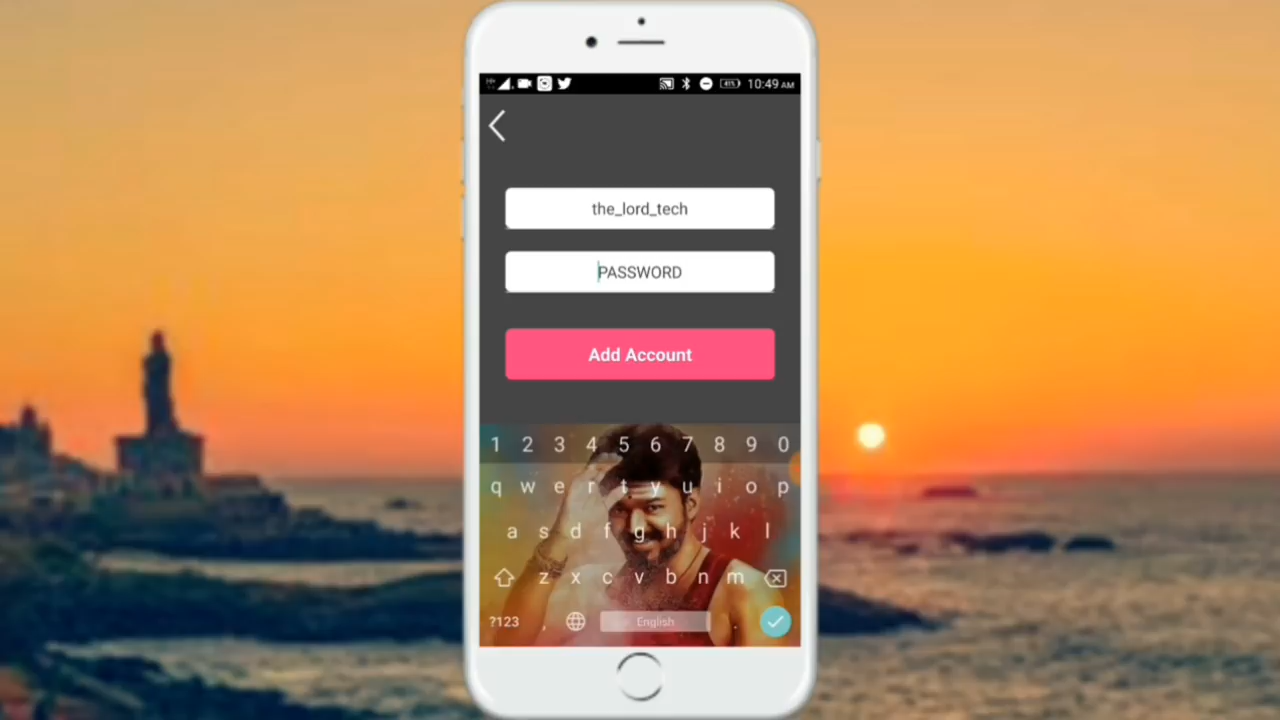 41% 10:49 AM
the_lord_tech
PASSWORD
Add Account
1 2 3 4 5 6 7 8 9 0
q w e r t y u i o p
a s d f g h j k l
z x c v b n m
?123 , English .